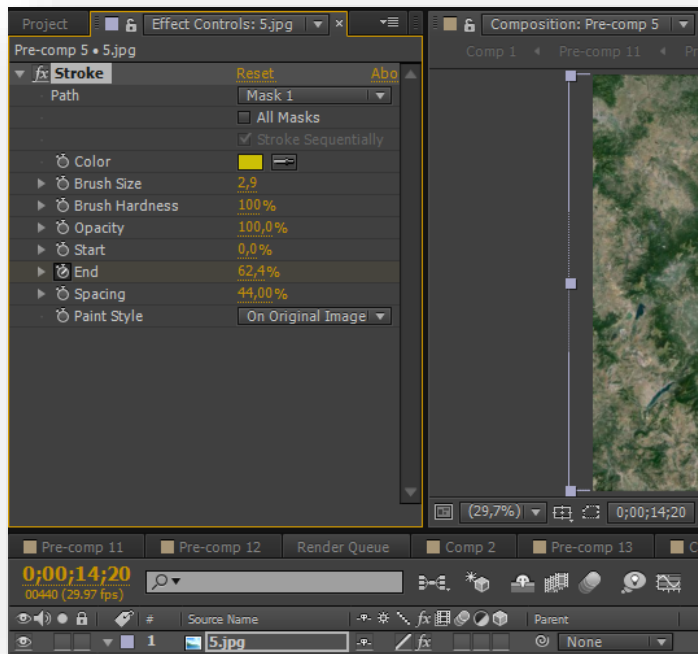 Project Effect Controls: 5.jpg × Composition: Pre-comp 5
Pre-comp 5 • 5.jpg
Comp 1 Pre-comp 11 Pr
fx Stroke Reset Abo
Path Mask 1
All Masks
Stroke Sequentially
Color
Brush Size 2,9
Brush Hardness 100%
Opacity 100,0%
Start 0,0%
End 62,4%
Spacing 44,00%
Paint Style On Original Image
(29,7%) 0;00;14;20
Pre-comp 11 Pre-comp 12 Render Queue Comp 2 Pre-comp 13 C
0;00;14;20
00440 (29.97 fps)
# Source Name fx Parent
1 5.jpg fx None